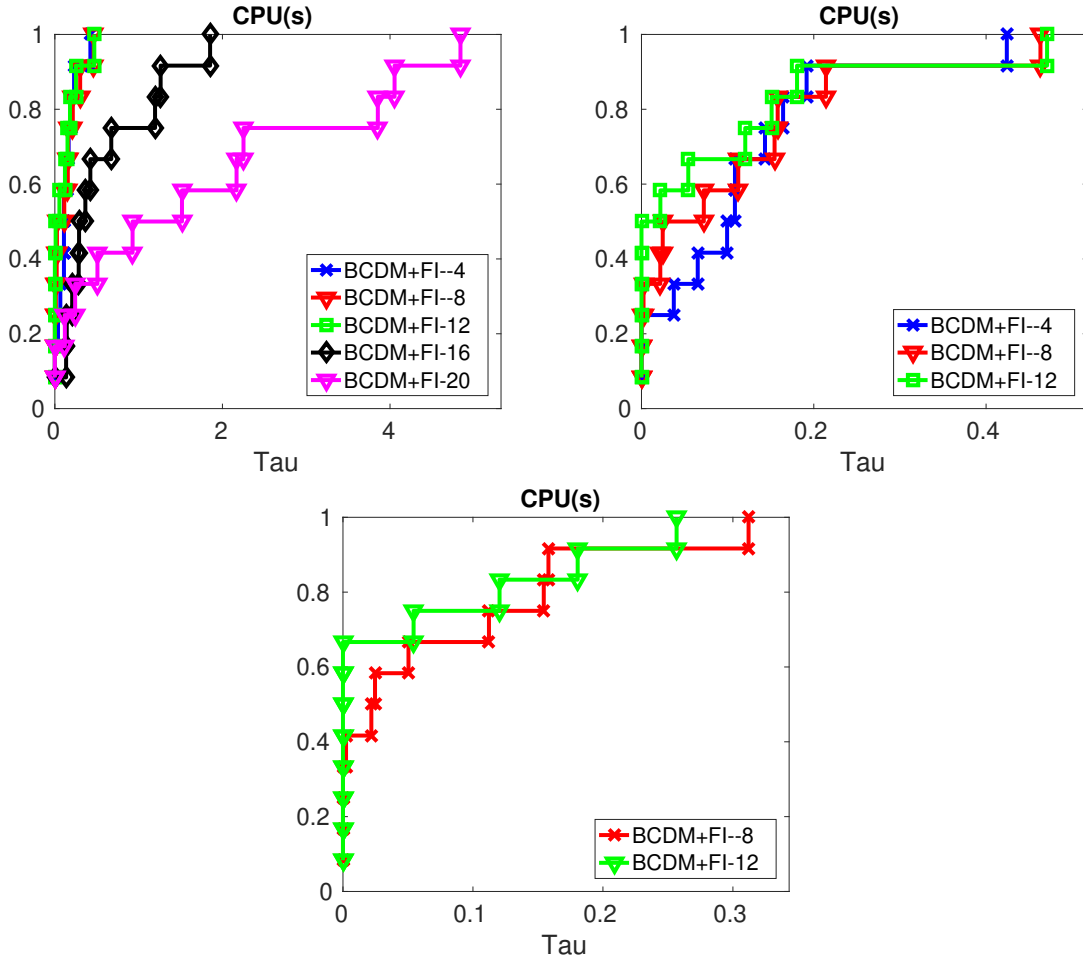 CPU(s)
1
0.8
0.6
0.4
0.2
0
0
2
4
Tau
BCDM+FI--4
BCDM+FI--8
BCDM+FI-12
BCDM+FI-16
BCDM+FI-20
CPU(s)
1
0.8
0.6
0.4
0.2
0
0
0.2
0.4
Tau
BCDM+FI--4
BCDM+FI--8
BCDM+FI-12
CPU(s)
1
0.8
0.6
0.4
0.2
0
0
0.1
0.2
0.3
Tau
BCDM+FI--8
BCDM+FI-12